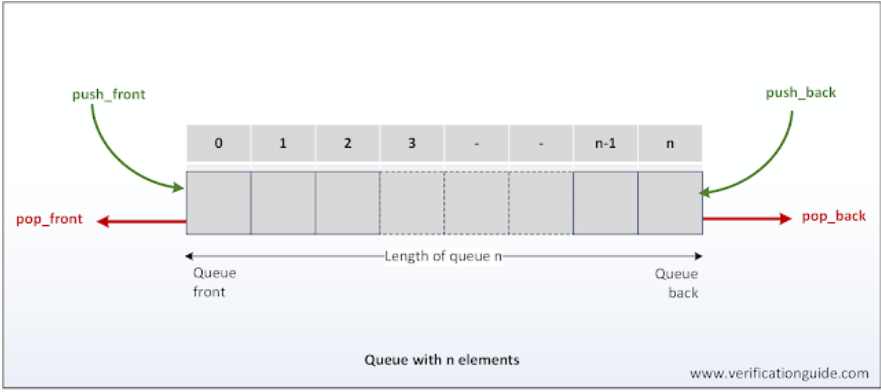 push_front
push_back
0 1 2 3 - - n-1 n
pop_front
pop_back
Length of queue n
Queue
front
Queue
back
Queue with n elements
www.verificationguide.com